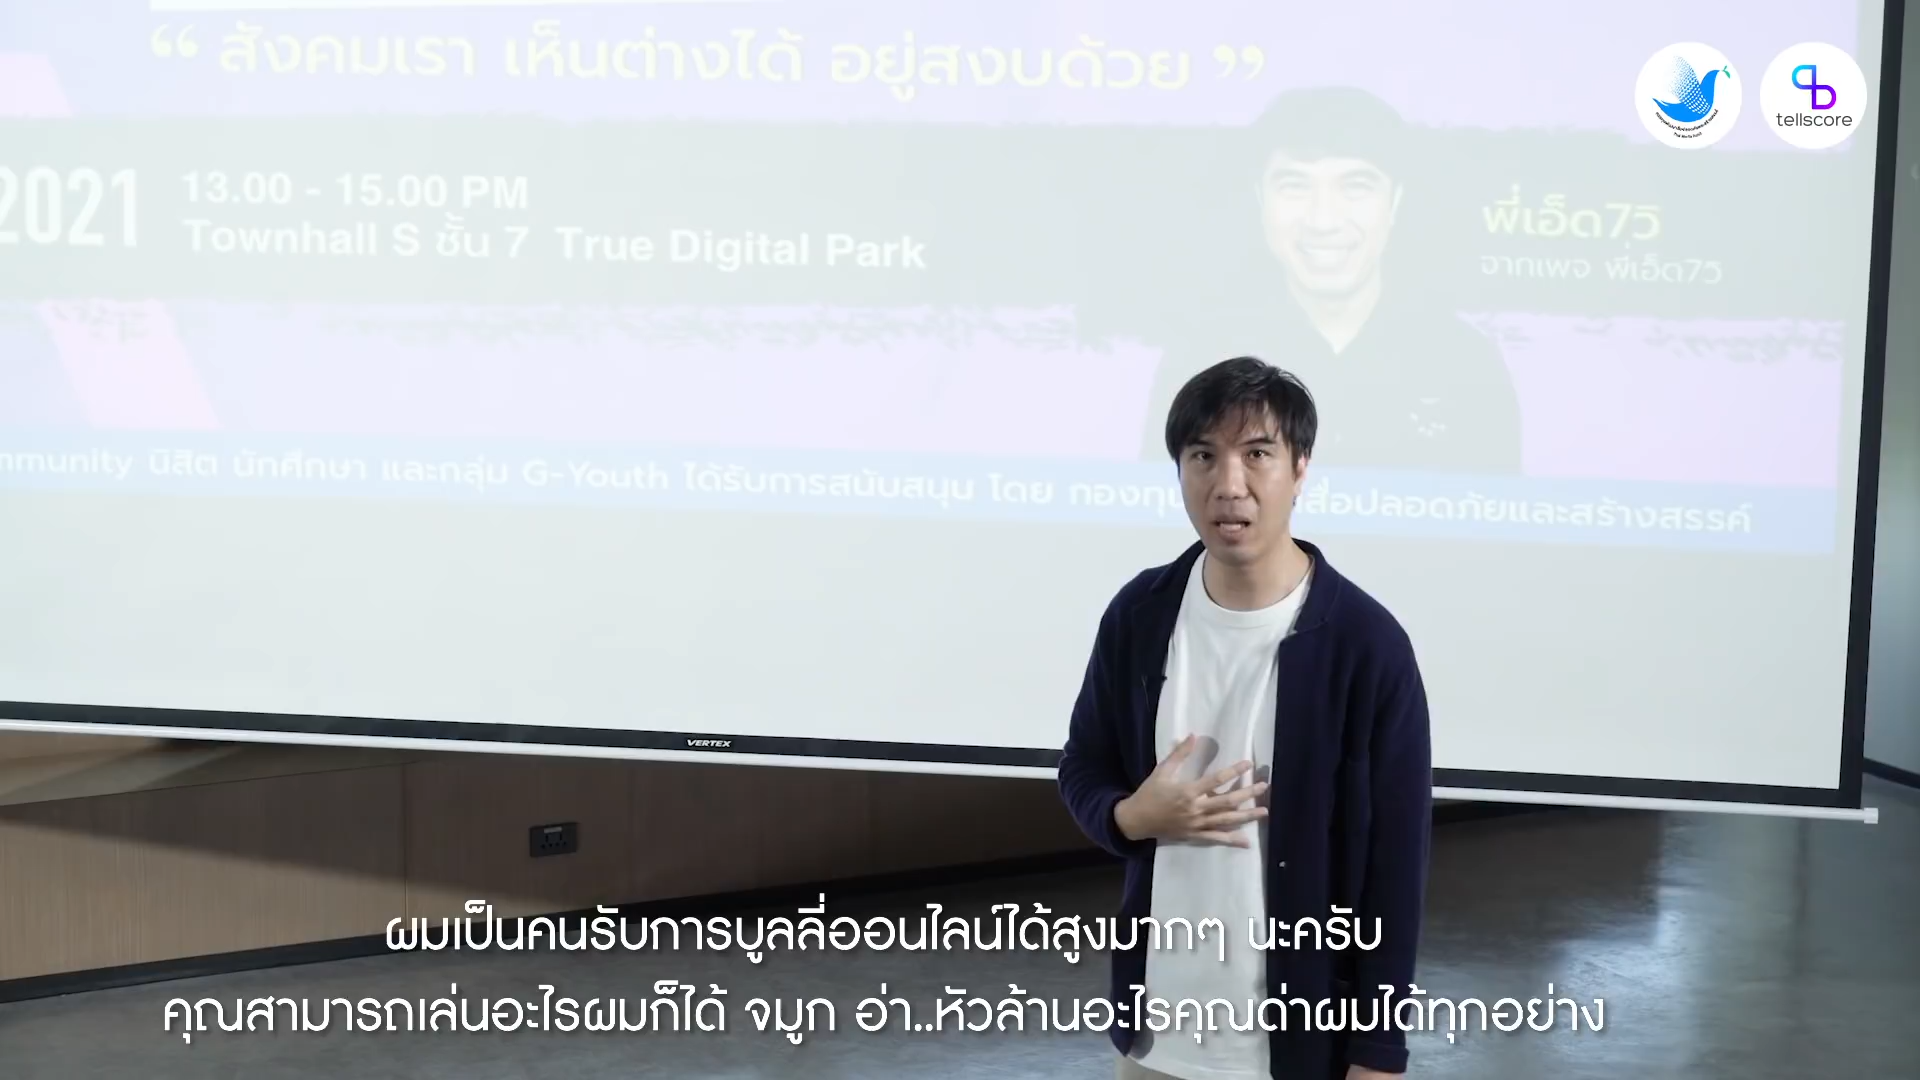 “ สังคมเรา เห็นต่างได้ อยู่สงบด้วย ”
tellscore
2021
13.00 - 15.00 PM
Townhall S ชั้น 7 True Digital Park
พี่เอ็ด7วิ
จากเพจ พี่เอ็ด7วิ
mmunity นิสิต นักศึกษา และกลุ่ม G-Youth ได้รับการสนับสนุน โดย กองทุน สื่อปลอดภัยและสร้างสรรค์
VERTEX
ผมเป็นคนรับการบูลลี่ออนไลน์ได้สูงมากๆ นะครับ
คุณสามารถเล่นอะไรผมก็ได้ จมูก อ่า..หัวล้านอะไรคุณด่าผมได้ทุกอย่าง